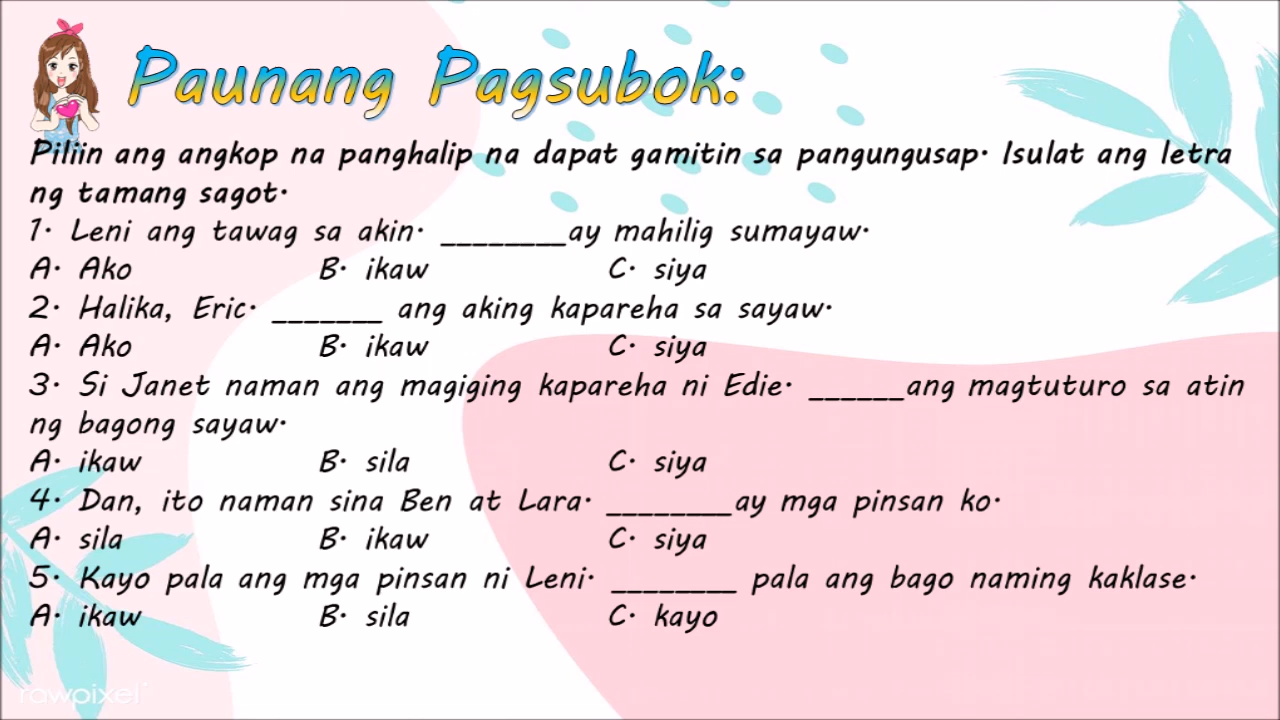 Paunang Pagsubok:
Piliin ang angkop na panghalip na dapat gamitin sa pangungusap. Isulat ang letra
ng tamang sagot.
1. Leni ang tawag sa akin. ________ay mahilig sumayaw.
A. Ako B. ikaw C. siya
2. Halika, Eric. _______ ang aking kapareha sa sayaw.
A. Ako B. ikaw C. siya
3. Si Janet naman ang magiging kapareha ni Edie. ______ang magtuturo sa atin
ng bagong sayaw.
A. ikaw B. sila C. siya
4. Dan, ito naman sina Ben at Lara. ________ay mga pinsan ko.
A. sila B. ikaw C. siya
5. Kayo pala ang mga pinsan ni Leni. ________ pala ang bago naming kaklase.
A. ikaw B. sila C. kayo
rawpixel